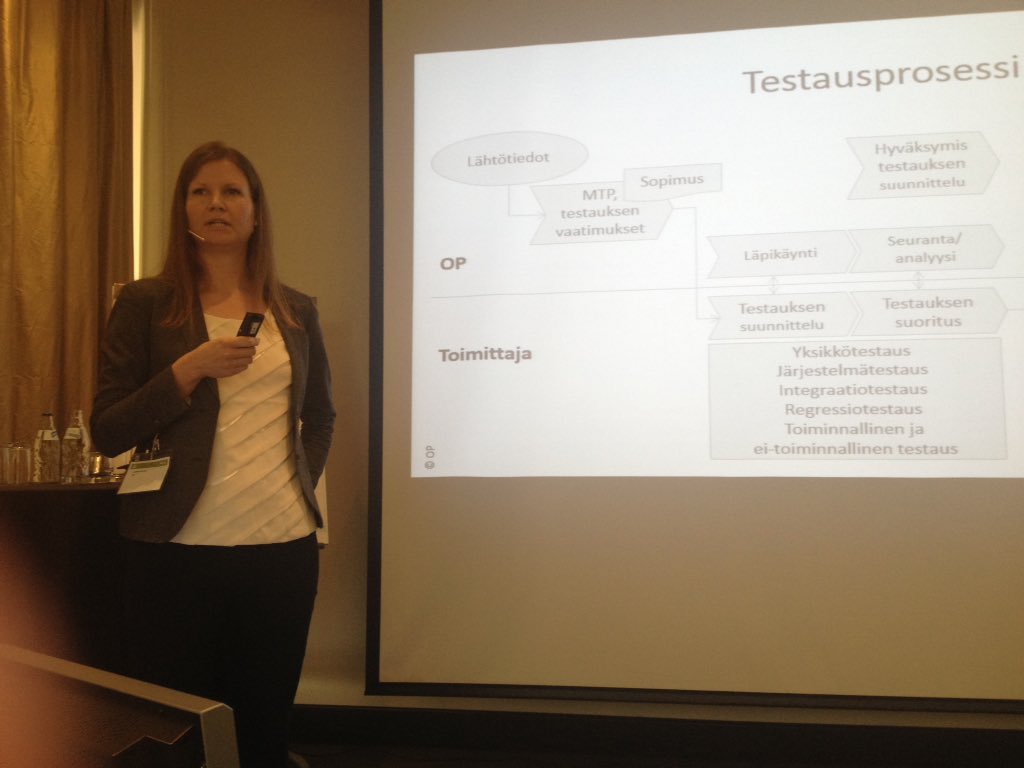 Testausprosessi
Lähtötiedot
Sopimus
MTP,
testauksen
vaatimukset
Hyväksymis
testauksen
suunnittelu
OP
Läpikäynti
Seuranta/
analyysi
Testauksen
suunnittelu
Testauksen
suoritus
Toimittaja
Yksikkötestaus
Järjestelmätestaus
Integraatiotestaus
Regressiotestaus
Toiminnallinen ja
ei-toiminnallinen testaus
© OP